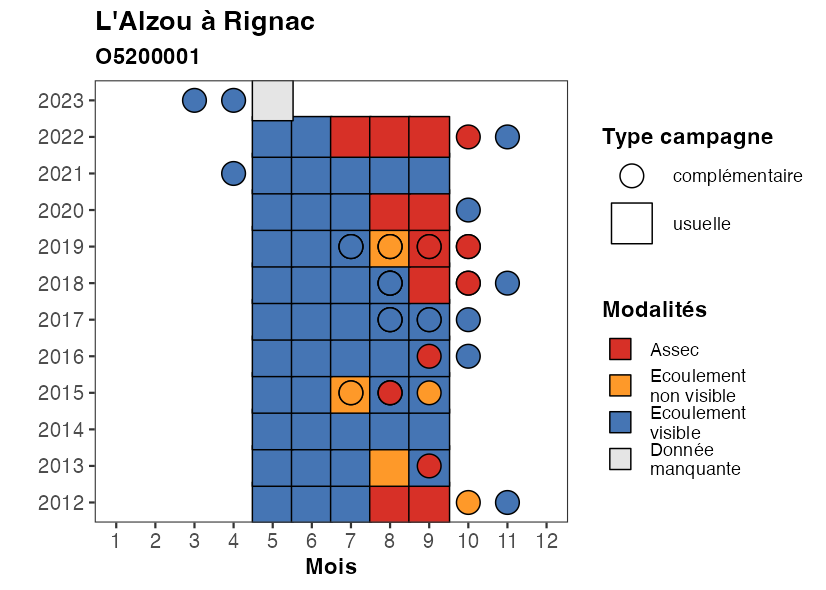 L'Alzou à Rignac
O5200001
2023
2022
2021
2020
2019
2018
2017
2016
2015
2014
2013
2012
1 2 3 4 5 6 7 8 9 10 11 12
Mois
Type campagne
complémentaire
usuelle
Modalités
Assec
Ecoulement
non visible
Ecoulement
visible
Donnée
manquante